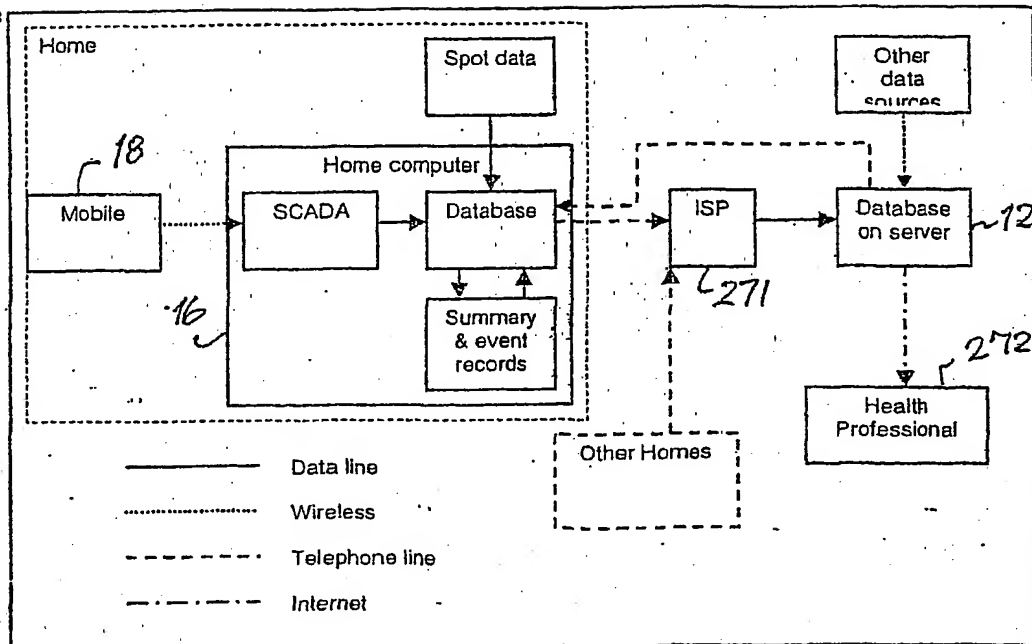 Home
Spot data
Other
data
sources
18
Home computer
Mobile
SCADA
Database
ISP
Database
on server
12
271
16
Summary
& event
records
272
Health
Professional
Other Homes
Data line
Wireless
Telephone line
Internet